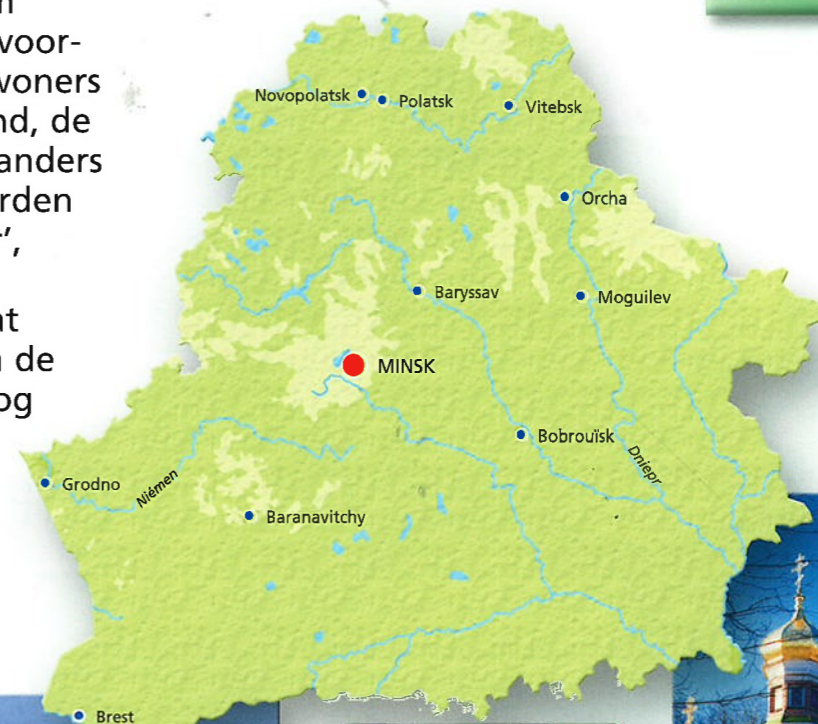 voor-
woners
nd, de
anders
rden
',
at
de
og
Novopolatsk
Polatsk
Vitebsk
Orcha
Baryssav
Moguilev
MINSK
Bobrouïsk
Dniepr
Grodno
Niémen
Baranavitchy
Brest